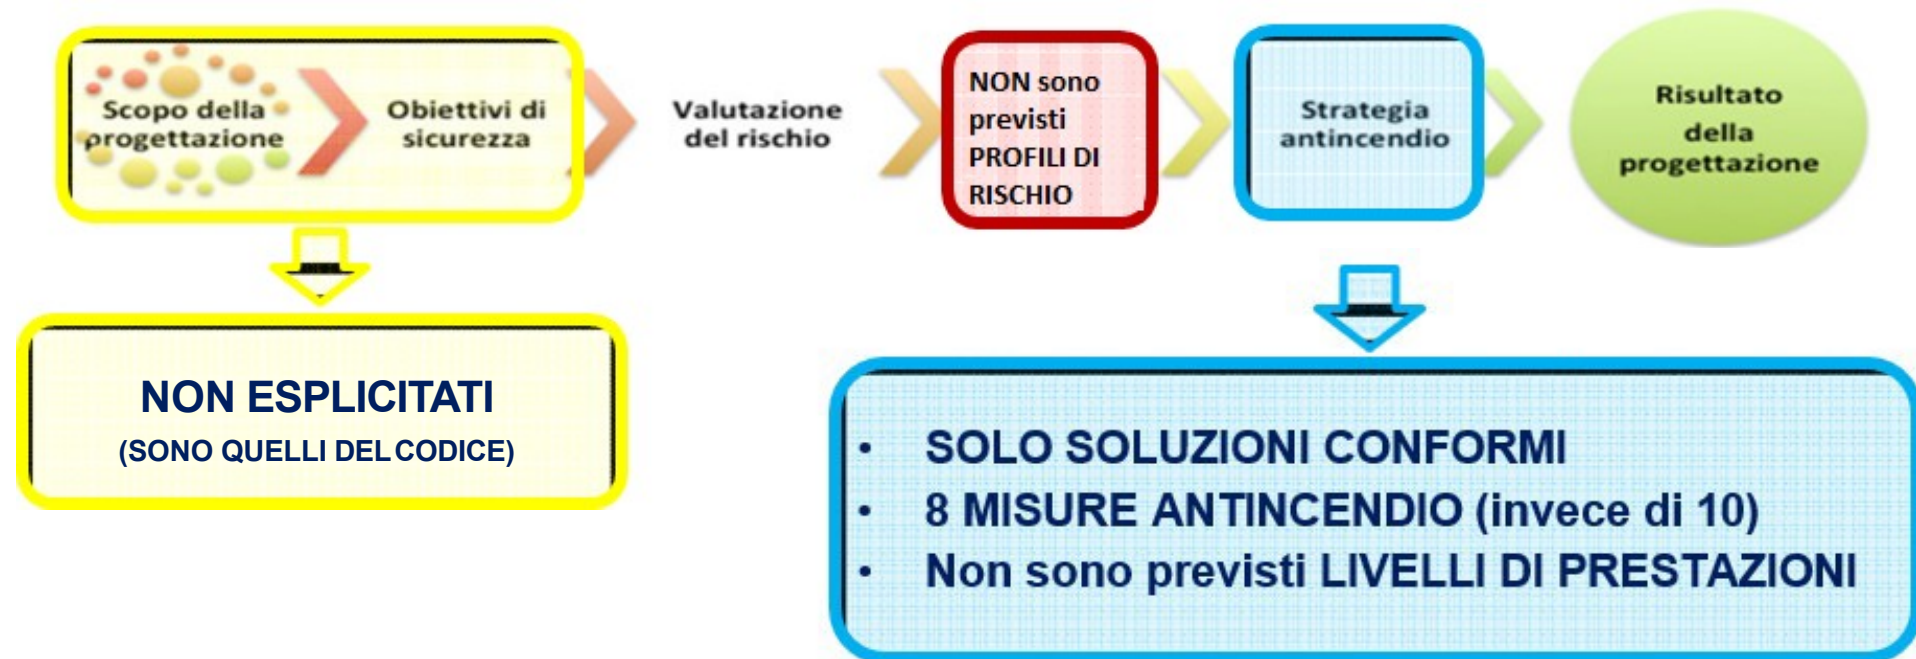 Scopo della
progettazione
Obiettivi di
sicurezza
Valutazione
del rischio
NON sono
previsti
PROFILI DI
RISCHIO
Strategia
antincendio
Risultato
della
progettazione
NON ESPLICITATI
(SONO QUELLI DEL CODICE)
• SOLO SOLUZIONI CONFORMI
• 8 MISURE ANTINCENDIO (invece di 10)
• Non sono previsti LIVELLI DI PRESTAZIONI